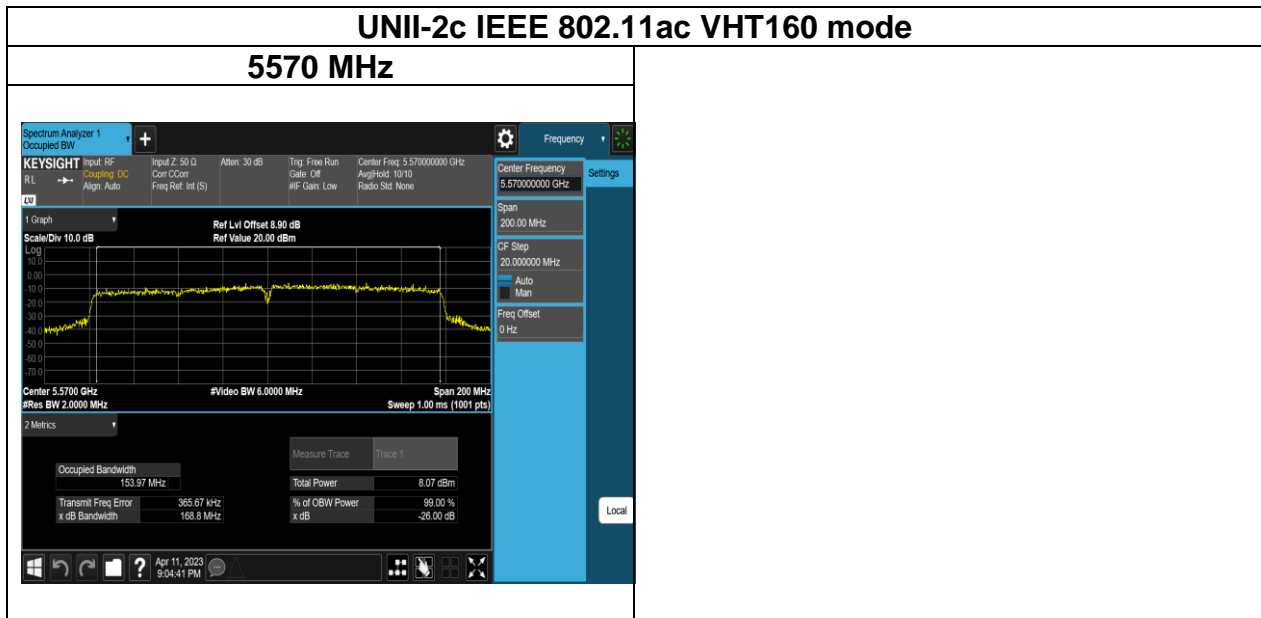 UNII-2c IEEE 802.11ac VHT160 mode
5570 MHz
Spectrum Analyzer 1
Occupied BW
+
Frequency
KEYSIGHT
RL
LXI
Input: RF
Coupling: DC
Align: Auto
Input Z: 50 Ω
Corr CCorr
Freq Ref: Int (S)
Atten: 30 dB
Trig: Free Run
Gate: Off
#IF Gain: Low
Center Freq: 5.570000000 GHz
Avg|Hold: 10/10
Radio Std: None
Center Frequency
5.570000000 GHz
Settings
Span
200.00 MHz
CF Step
20.000000 MHz
Auto
Man
Freq Offset
0 Hz
1 Graph
Scale/Div 10.0 dB
Ref Lvl Offset 8.90 dB
Ref Value 20.00 dBm
Log
10.0
0.00
-10.0
-20.0
-30.0
-40.0
-50.0
-60.0
-70.0
Center 5.5700 GHz
#Video BW 6.0000 MHz
Span 200 MHz
#Res BW 2.0000 MHz
Sweep 1.00 ms (1001 pts)
2 Metrics
Measure Trace Trace 1
Occupied Bandwidth
153.97 MHz
Total Power 8.07 dBm
Transmit Freq Error 365.67 kHz
% of OBW Power 99.00 %
x dB Bandwidth 168.8 MHz
x dB -26.00 dB
Local
?
Apr 11, 2023
9:04:41 PM